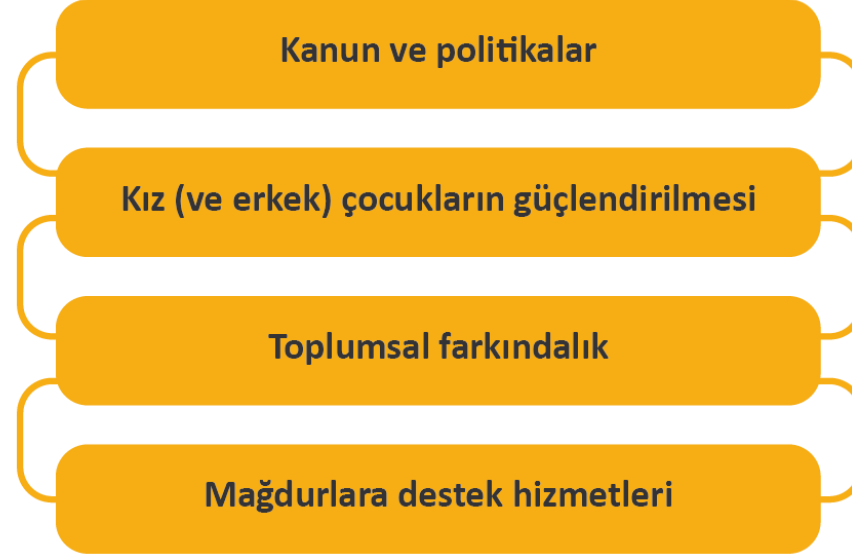 Kanun ve politikalar
Kız (ve erkek) çocukların güçlendirilmesi
Toplumsal farkındalık
Mağdurlara destek hizmetleri